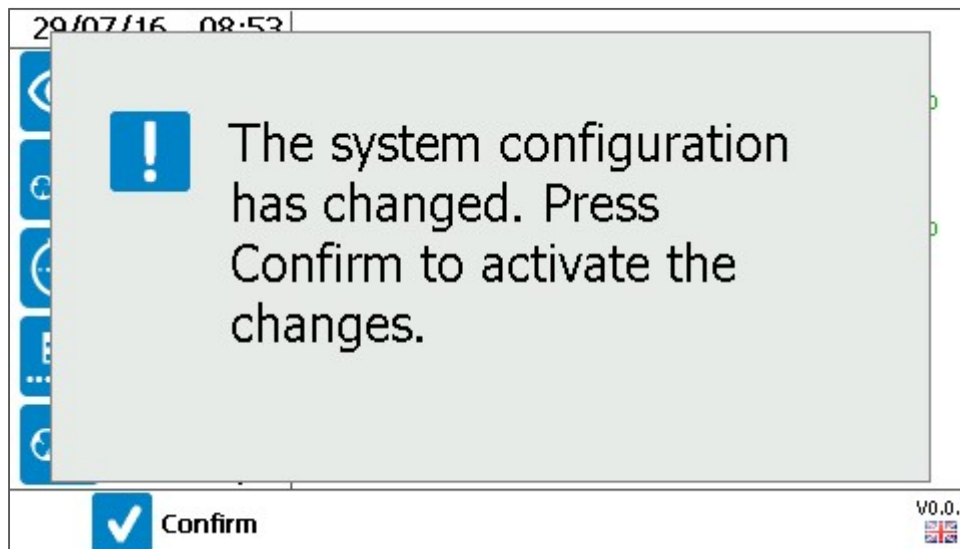 29/07/16 08:53
The system configuration
has changed. Press
Confirm to activate the
changes.
Confirm
V0.0.